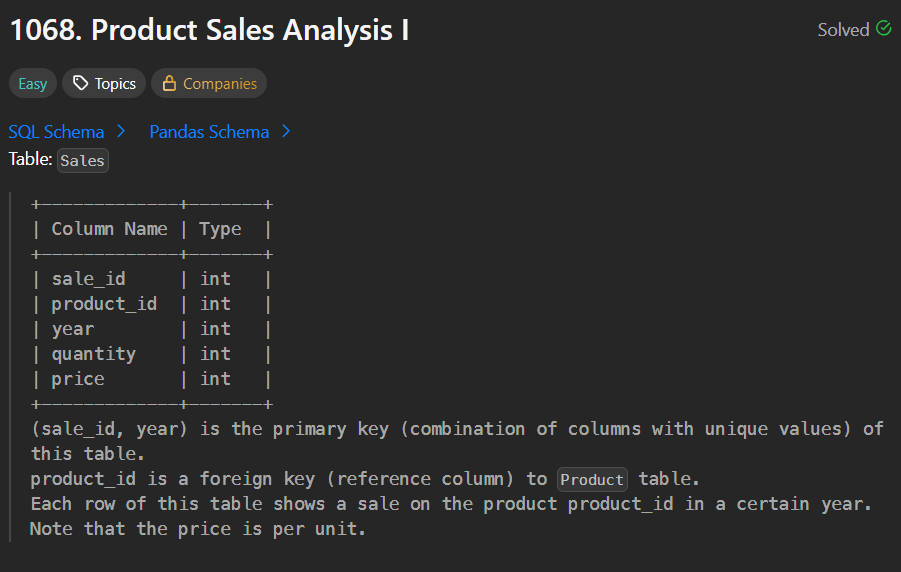 1068. Product Sales Analysis I
Solved
Easy Topics Companies
SQL Schema > Pandas Schema >
Table: Sales
+-------------+-------+
| Column Name | Type  |
+-------------+-------+
| sale_id     | int   |
| product_id  | int   |
| year        | int   |
| quantity    | int   |
| price       | int   |
+-------------+-------+
(sale_id, year) is the primary key (combination of columns with unique values) of
this table.
product_id is a foreign key (reference column) to Product table.
Each row of this table shows a sale on the product product_id in a certain year.
Note that the price is per unit.